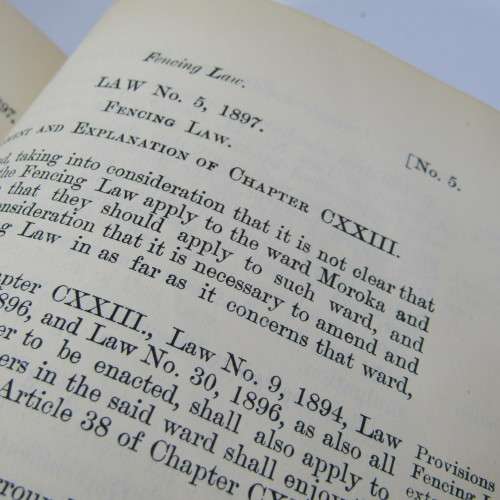 Fencing Law.
LAW No. 5, 1897. [No. 5.
FENCING LAW.
AND EXPLANATION OF CHAPTER CXXIII.
taking into consideration that it is not clear that
Fencing Law apply to the ward Moroka and
that they should apply to such ward, and
consideration that it is necessary to amend and
Law in as far as it concerns that ward,
CXXIII., Law No. 9, 1894, Law
1896, and Law No. 30, 1896, as also all
to be enacted, shall also apply to
in the said ward shall enjoy
Article 38 of Chapter
Provisions
Fencing
1897.